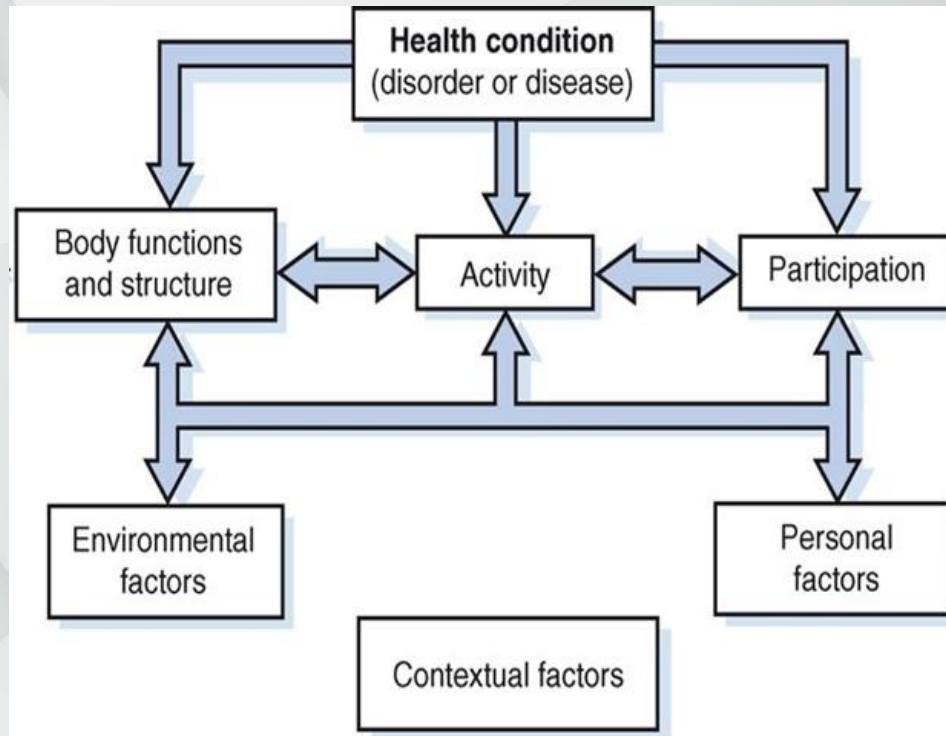 Health condition
(disorder or disease)
Body functions
and structure
Activity
Participation
Environmental
factors
Personal
factors
Contextual factors